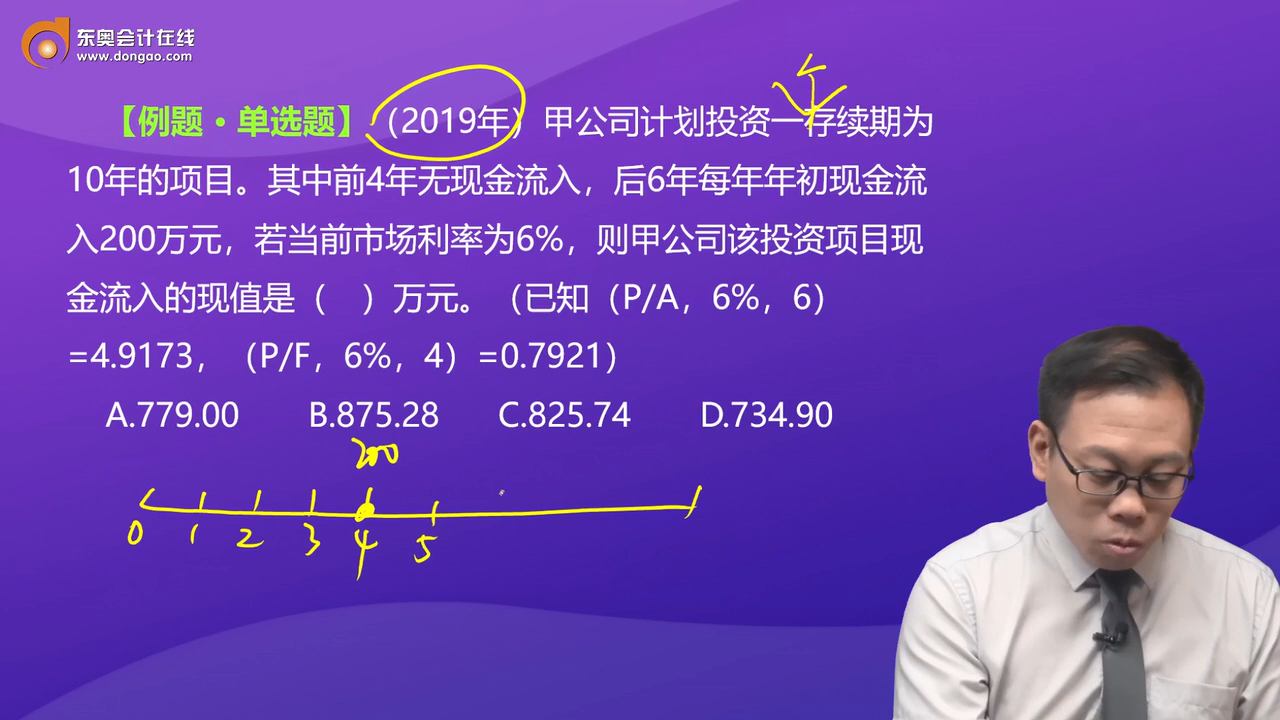 东奥会计在线
www.dongao.com
个
【例题·单选题】(2019年）甲公司计划投资一存续期为
10年的项目。其中前4年无现金流入，后6年每年年初现金流
入200万元，若当前市场利率为6%，则甲公司该投资项目现
金流入的现值是（ ）万元。（已知（P/A，6%，6）
=4.9173，（P/F，6%，4）=0.7921）
A.779.00 B.875.28 C.825.74 D.734.90
200
0 1 2 3 4 5